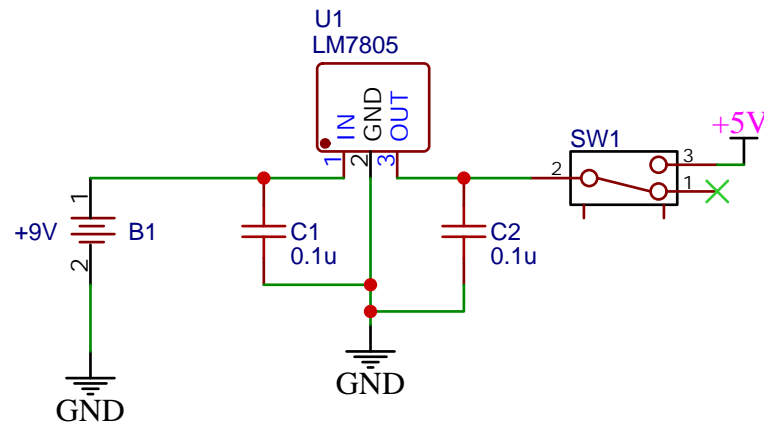 U1
LM7805
IN
GND
OUT
1
2
3
+5V
SW1
2
3
1
1
+9V
B1
2
C1
0.1u
C2
0.1u
GND
GND